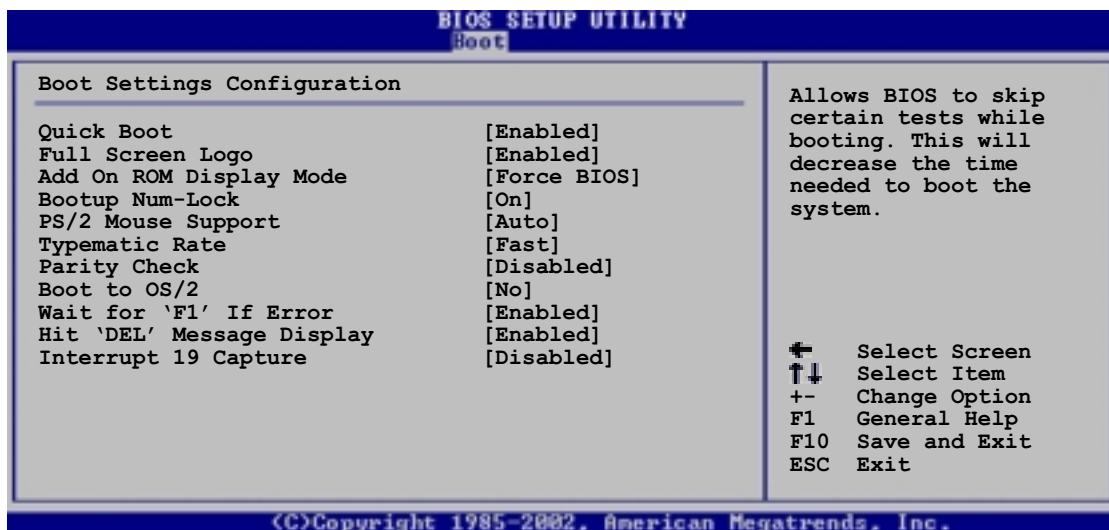 BIOS SETUP UTILITY
Boot
Boot Settings Configuration
Quick Boot [Enabled]
Full Screen Logo [Enabled]
Add On ROM Display Mode [Force BIOS]
Bootup Num-Lock [On]
PS/2 Mouse Support [Auto]
Typematic Rate [Fast]
Parity Check [Disabled]
Boot to OS/2 [No]
Wait for ‘F1’ If Error [Enabled]
Hit ‘DEL’ Message Display [Enabled]
Interrupt 19 Capture [Disabled]
Allows BIOS to skip
certain tests while
booting. This will
decrease the time
needed to boot the
system.
← Select Screen
↑↓ Select Item
+- Change Option
F1 General Help
F10 Save and Exit
ESC Exit
(C)Copyright 1985-2002, American Megatrends, Inc.